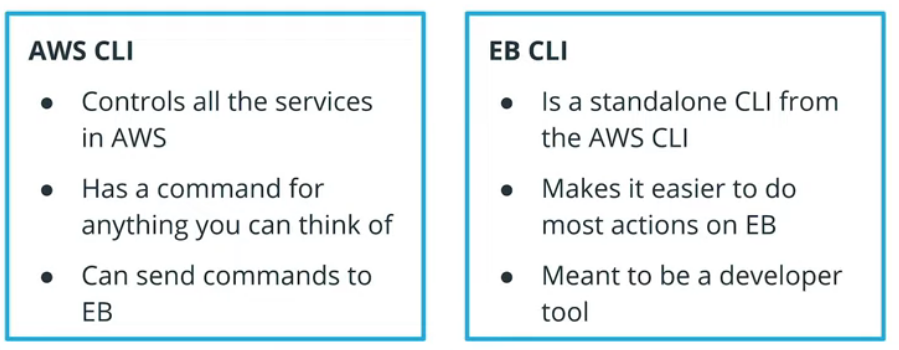 AWS CLI
● Controls all the services
in AWS
● Has a command for
anything you can think of
● Can send commands to
EB
EB CLI
● Is a standalone CLI from
the AWS CLI
● Makes it easier to do
most actions on EB
● Meant to be a developer
tool